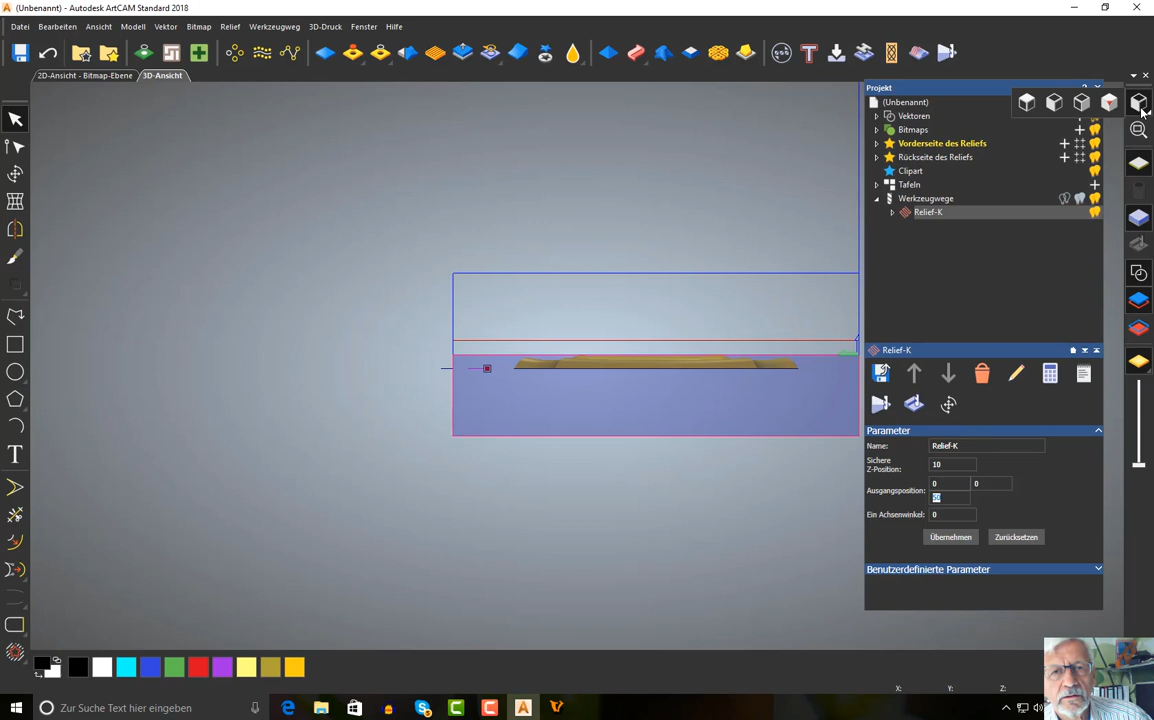 (Unbenannt) - Autodesk ArtCAM Standard 2018
Datei Bearbeiten Ansicht Modell Vektor Bitmap Relief Werkzeugweg 3D-Druck Fenster Hilfe
2D-Ansicht - Bitmap-Ebene 3D-Ansicht
Projekt
(Unbenannt)
Vektoren
Bitmaps
Vorderseite des Reliefs
Rückseite des Reliefs
Clipart
Tafeln
Werkzeugwege
Relief-K
Relief-K
Parameter
Name: Relief-K
Sichere Z-Position: 10
Ausgangsposition: 0 0
50
Ein Achsenwinkel: 0
Übernehmen Zurücksetzen
Benutzerdefinierte Parameter
X: Y: Z:
Zur Suche Text hier eingeben